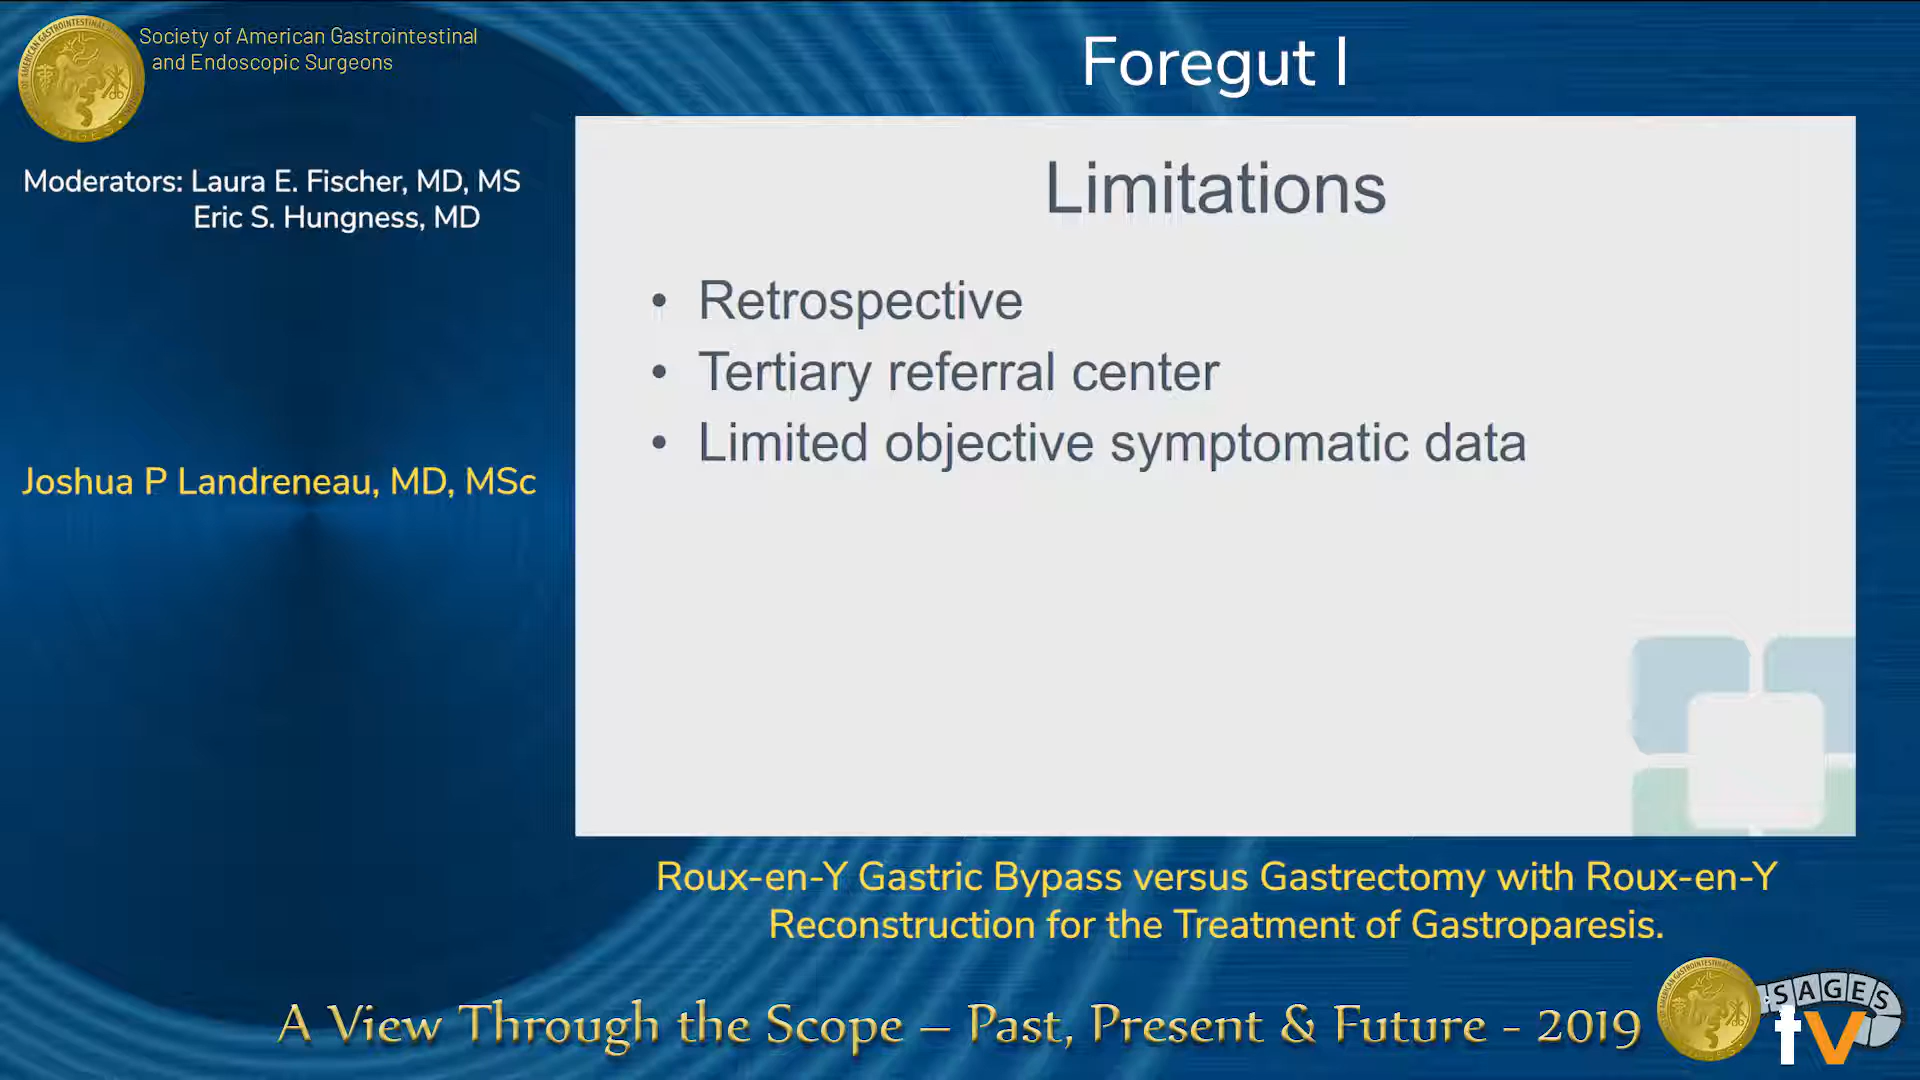 Society of American Gastrointestinal
and Endoscopic Surgeons
Foregut I
Moderators: Laura E. Fischer, MD, MS
Eric S. Hungness, MD
Joshua P Landreneau, MD, MSc
Limitations
• Retrospective
• Tertiary referral center
• Limited objective symptomatic data
Roux-en-Y Gastric Bypass versus Gastrectomy with Roux-en-Y
Reconstruction for the Treatment of Gastroparesis.
A View Through the Scope – Past, Present & Future - 2019
SAGES
tv